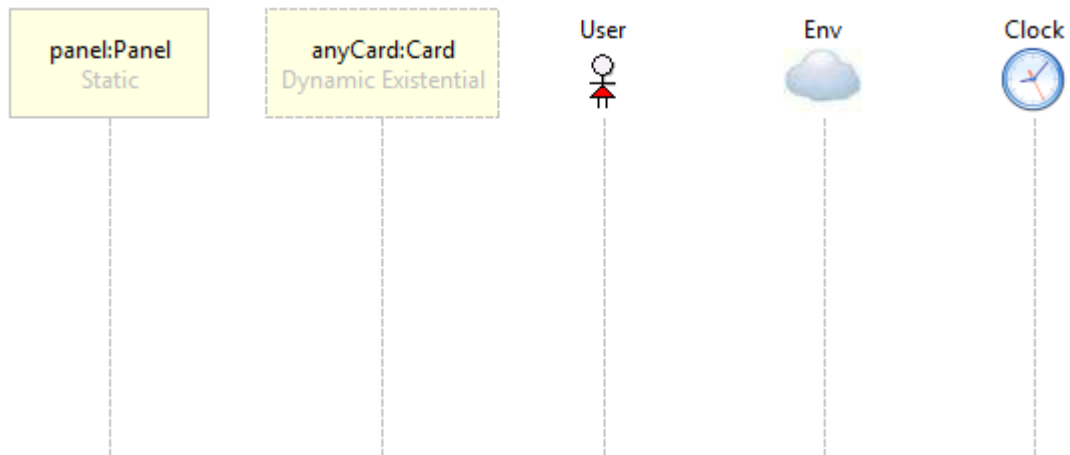 panel:Panel
Static
anyCard:Card
Dynamic Existential
User
Env
Clock